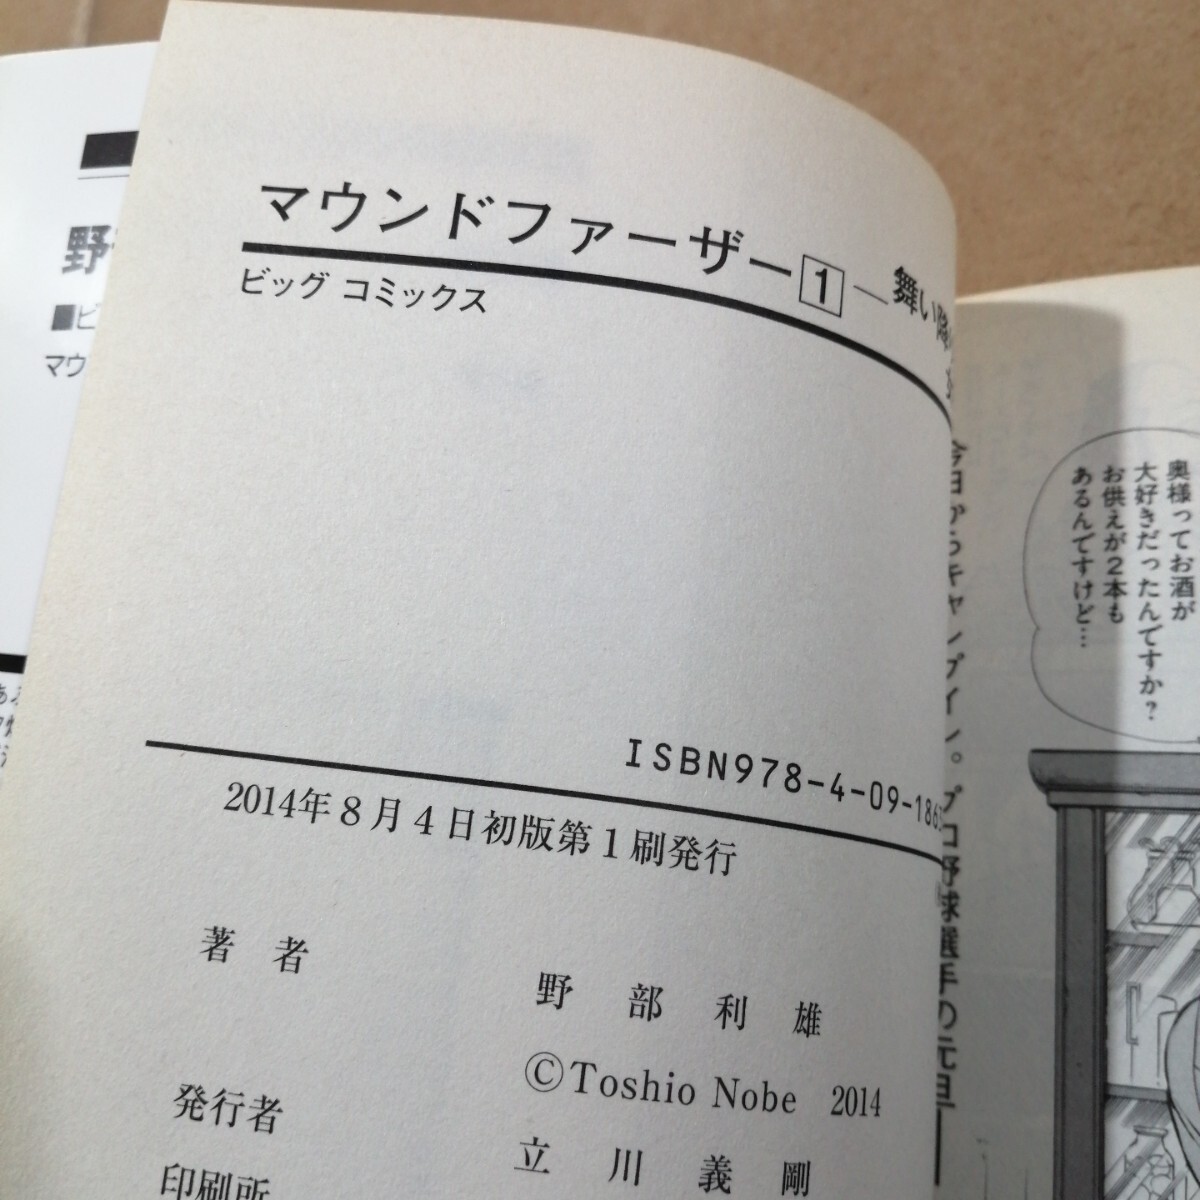 マウンドファーザー1―舞い降
ビッグ コミックス
ISBN978-4-09-186
2014年8月4日初版第1刷発行
著者
野部利雄
©Toshio Nobe 2014
発行者
立川義剛
印刷所
野
■ビ
マウ
奥様ってお酒が
大好きだったんですか?
お供えが2本も
あるんですけど…
今日からキャンプイン。プロ野球選手の元旦―